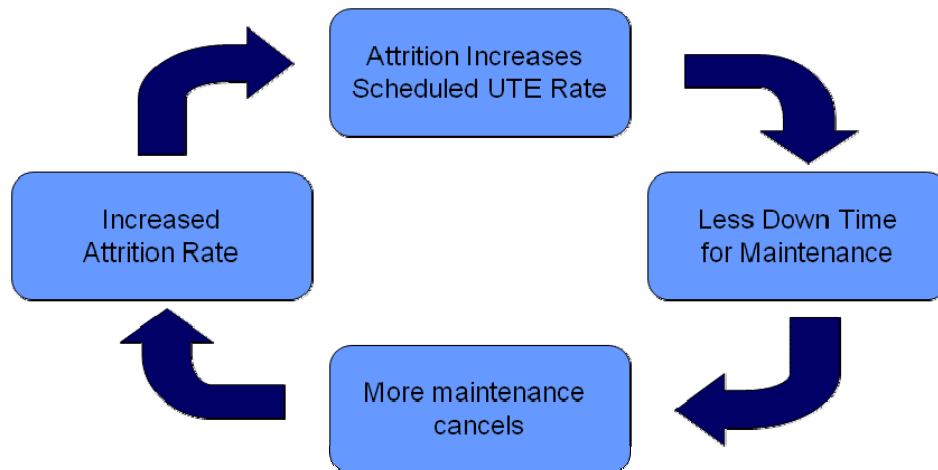 Attrition Increases
Scheduled UTE Rate
Increased
Attrition Rate
Less Down Time
for Maintenance
More maintenance
cancels